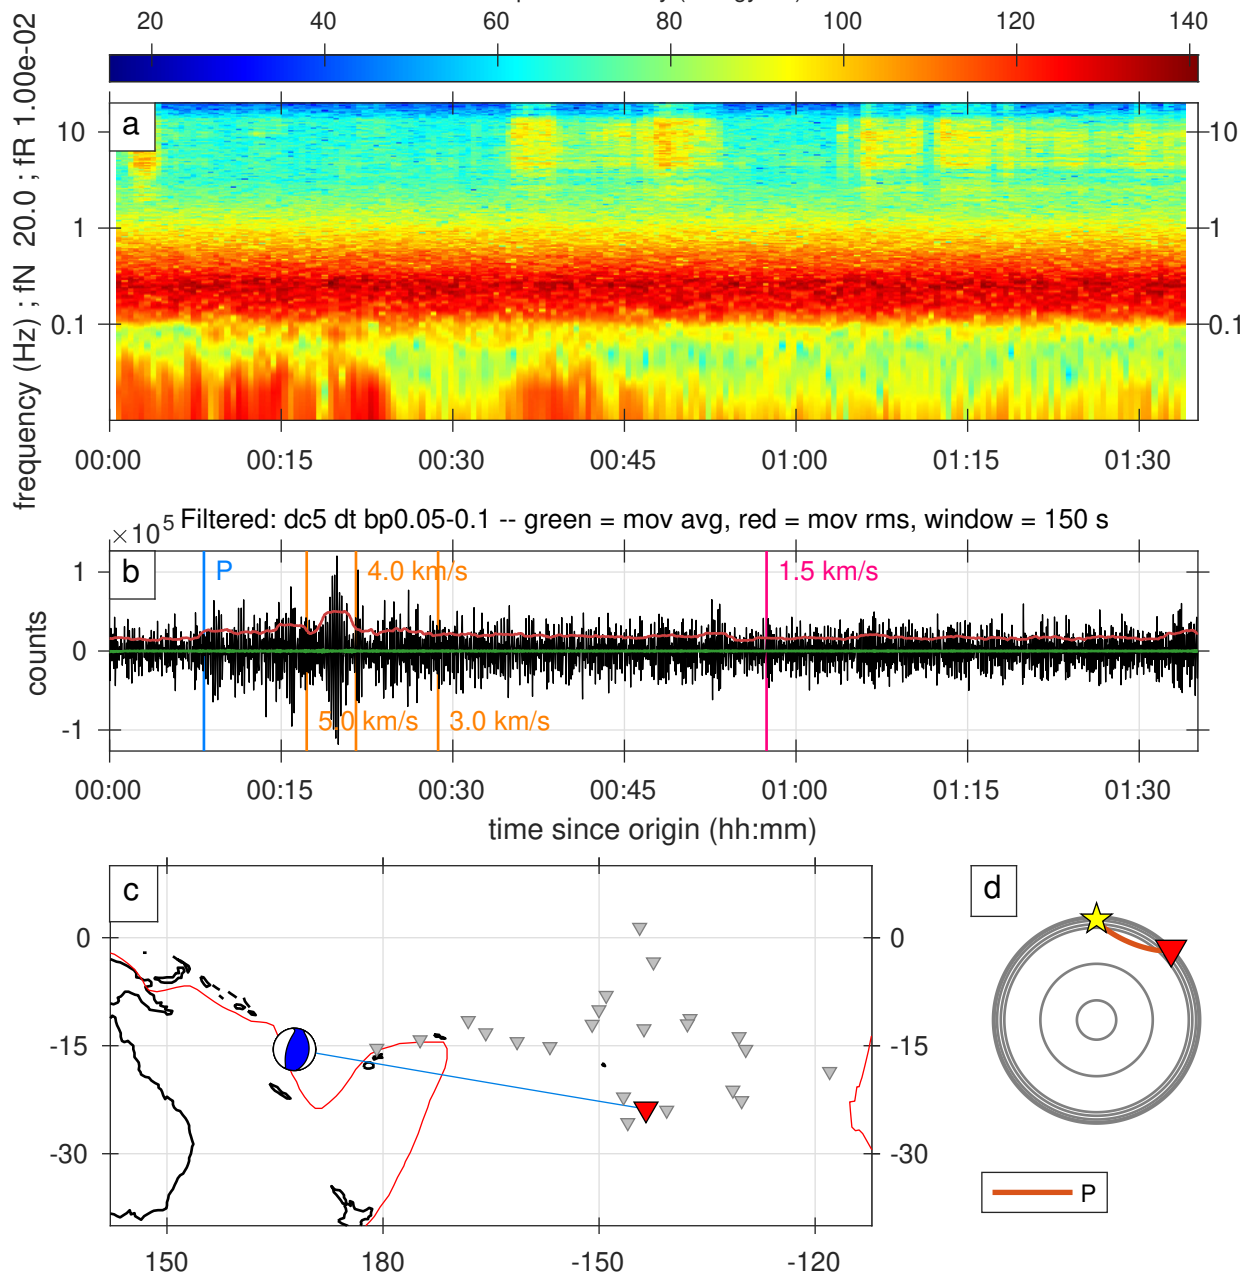 20 40 60 80 100 120 140
frequency (Hz) ; fN 20.0 ; fR 1.00e-02
a
10 10
1 1
0.1 0.1
00:00 00:15 00:30 00:45 01:00 01:15 01:30
×10⁵ Filtered: dc5 dt bp0.05-0.1 -- green = mov avg, red = mov rms, window = 150 s
b
P 4.0 km/s 1.5 km/s
5.0 km/s 3.0 km/s
counts
1
0
-1
00:00 00:15 00:30 00:45 01:00 01:15 01:30
time since origin (hh:mm)
c
0 0
-15 -15
-30 -30
150 180 -150 -120
d
P